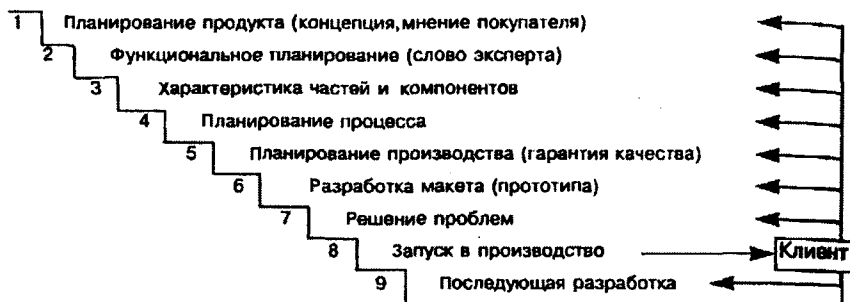 1 Планирование продукта (концепция, мнение покупателя)
2 Функциональное планирование (слово эксперта)
3 Характеристика частей и компонентов
4 Планирование процесса
5 Планирование производства (гарантия качества)
6 Разработка макета (прототипа)
7 Решение проблем
8 Запуск в производство Клиент
9 Последующая разработка